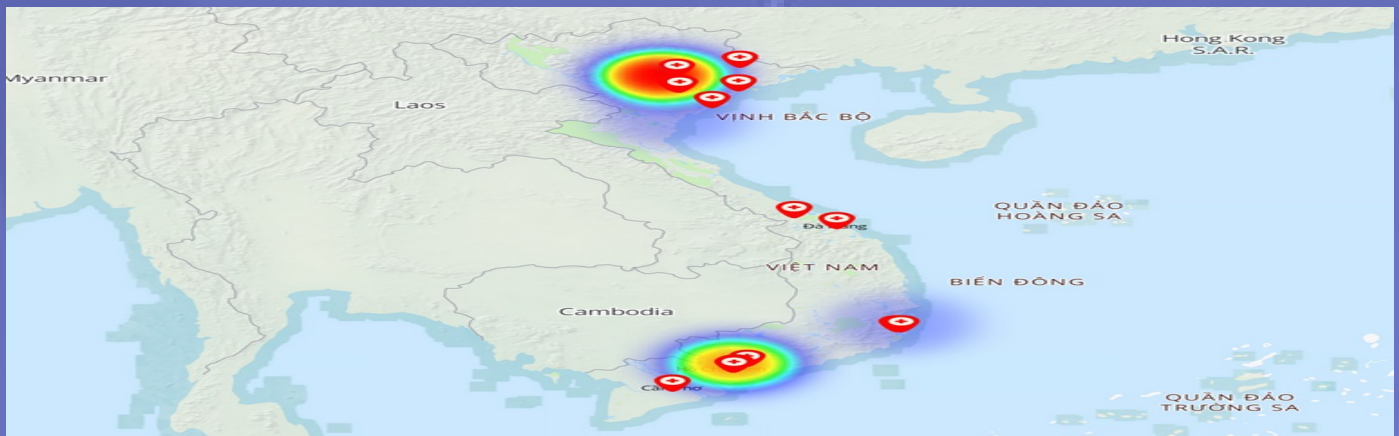 Hong Kong
S.A.R.
Myanmar
Laos
VỊNH BẮC BỘ
QUẦN ĐẢO
HOÀNG SA
VIỆT NAM
BIỂN ĐÔNG
Cambodia
QUẦN ĐẢO
TRƯỜNG SA